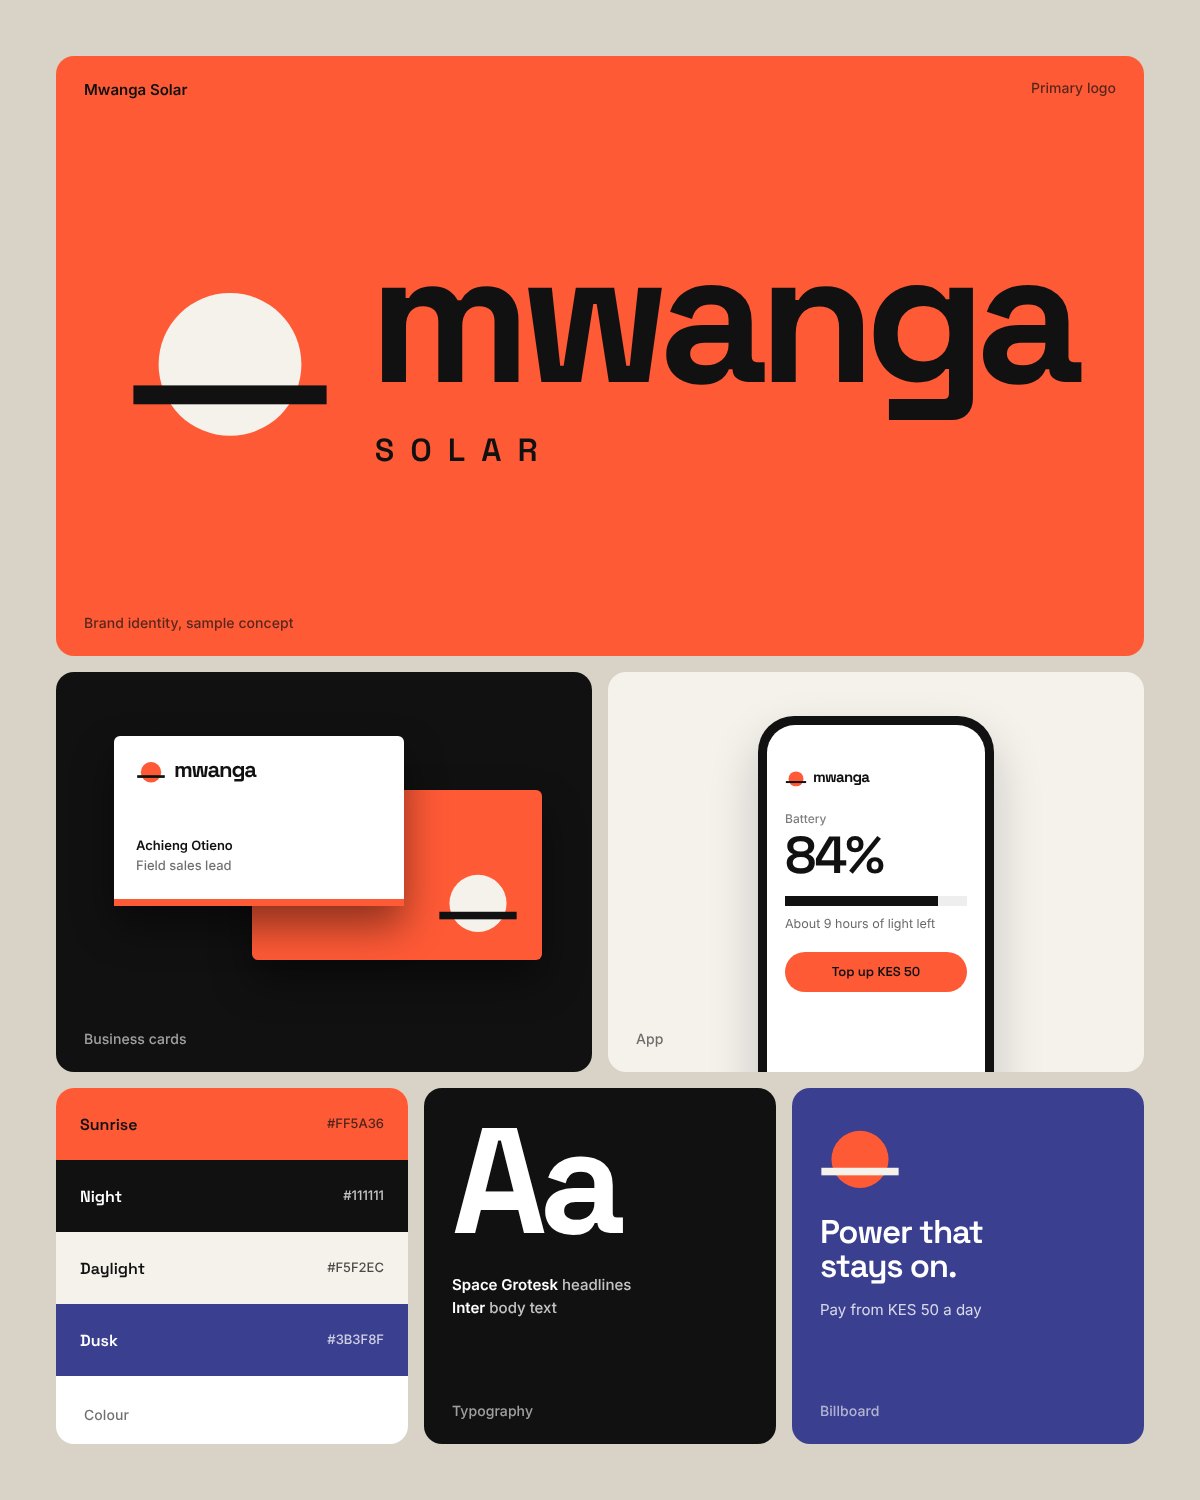 Mwanga Solar
Primary logo
mwanga
SOLAR
Brand identity, sample concept
mwanga
Achieng Otieno
Field sales lead
Business cards
mwanga
Battery
84%
About 9 hours of light left
Top up KES 50
App
Sunrise #FF5A36
Night #111111
Daylight #F5F2EC
Dusk #3B3F8F
Colour
Aa
Space Grotesk headlines
Inter body text
Typography
Power that
stays on.
Pay from KES 50 a day
Billboard